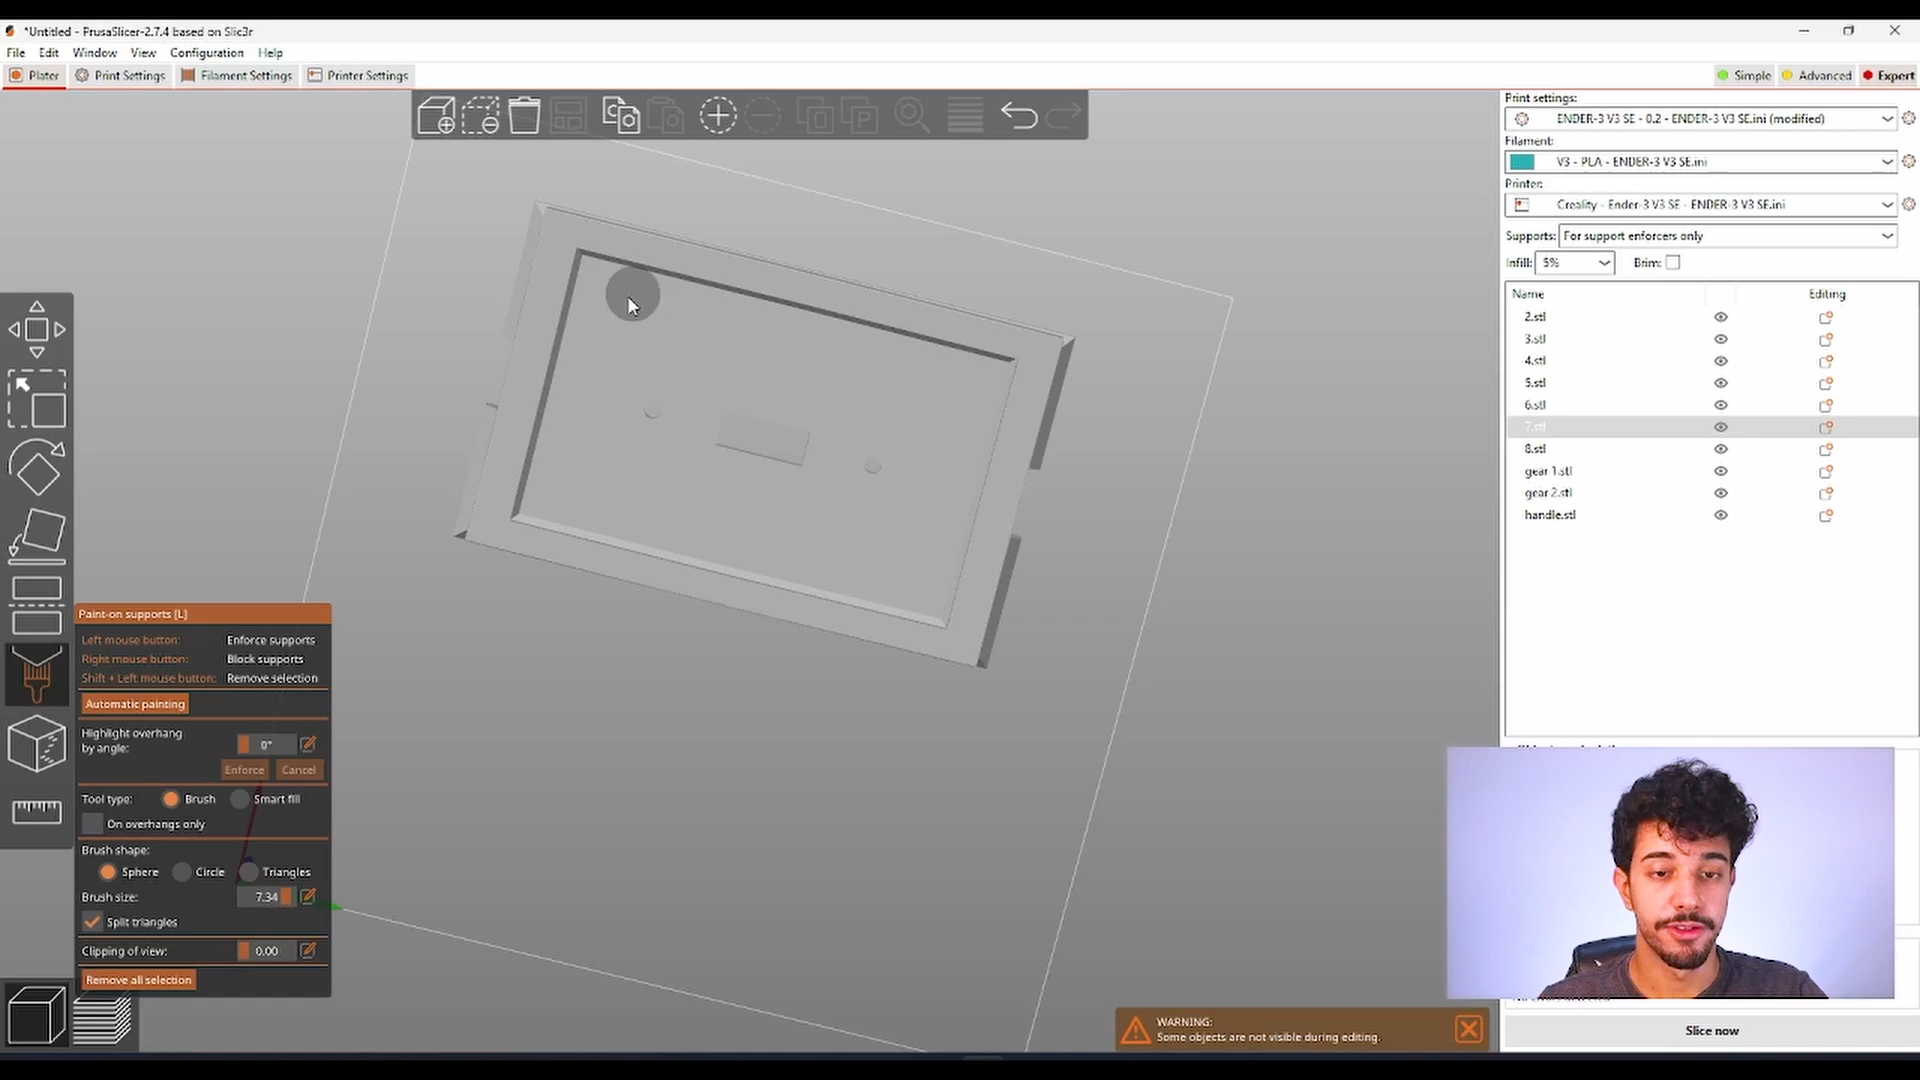 *Untitled - PrusaSlicer-2.7.4 based on Slic3r
File Edit Window View Configuration Help
Plater Print Settings Filament Settings Printer Settings
Simple Advanced Expert
Print settings:
ENDER-3 V3 SE - 0.2 - ENDER-3 V3 SE.ini (modified)
Filament:
V3 - PLA - ENDER-3 V3 SE.ini
Printer:
Creality - Ender-3 V3 SE - ENDER-3 V3 SE.ini
Supports: For support enforcers only
Infill: 5% Brim:
Name Editing
2.stl
3.stl
4.stl
5.stl
6.stl
7.stl
8.stl
gear 1.stl
gear 2.stl
handle.stl
Paint-on supports [L]
Left mouse button: Enforce supports
Right mouse button: Block supports
Shift + Left mouse button: Remove selection
Automatic painting
Highlight overhang
by angle: 0°
Enforce Cancel
Tool type: Brush Smart fill
On overhangs only
Brush shape:
Sphere Circle Triangles
Brush size: 7.34
Split triangles
Clipping of view: 0.00
Remove all selection
WARNING:
Some objects are not visible during editing.
Slice now